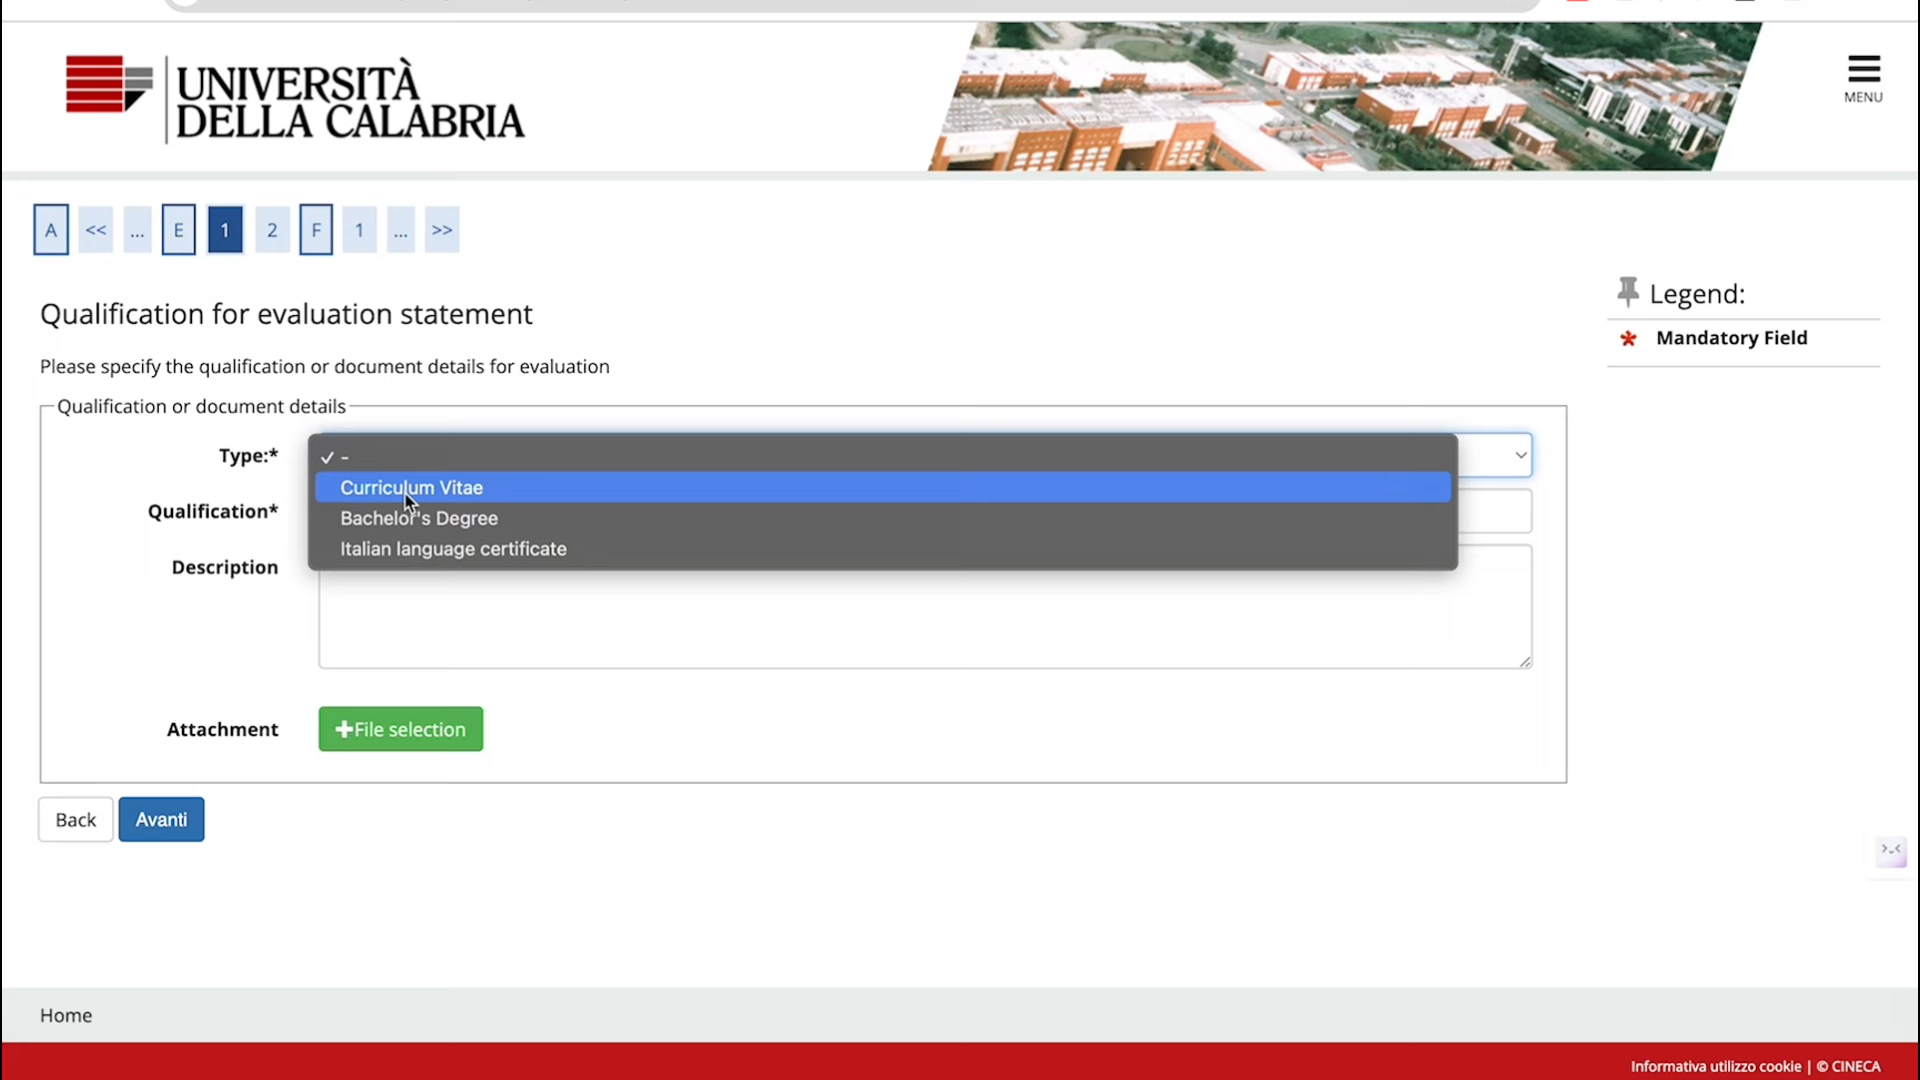 UNIVERSITÀ
DELLA CALABRIA
MENU
A << ... E 1 2 F 1 ... >>
Qualification for evaluation statement
Legend:
Mandatory Field
Please specify the qualification or document details for evaluation
Qualification or document details
Type:*
✓ -
Curriculum Vitae
Qualification*
Bachelor's Degree
Italian language certificate
Description
Attachment
+File selection
Back
Avanti
Home
Informativa utilizzo cookie | © CINECA